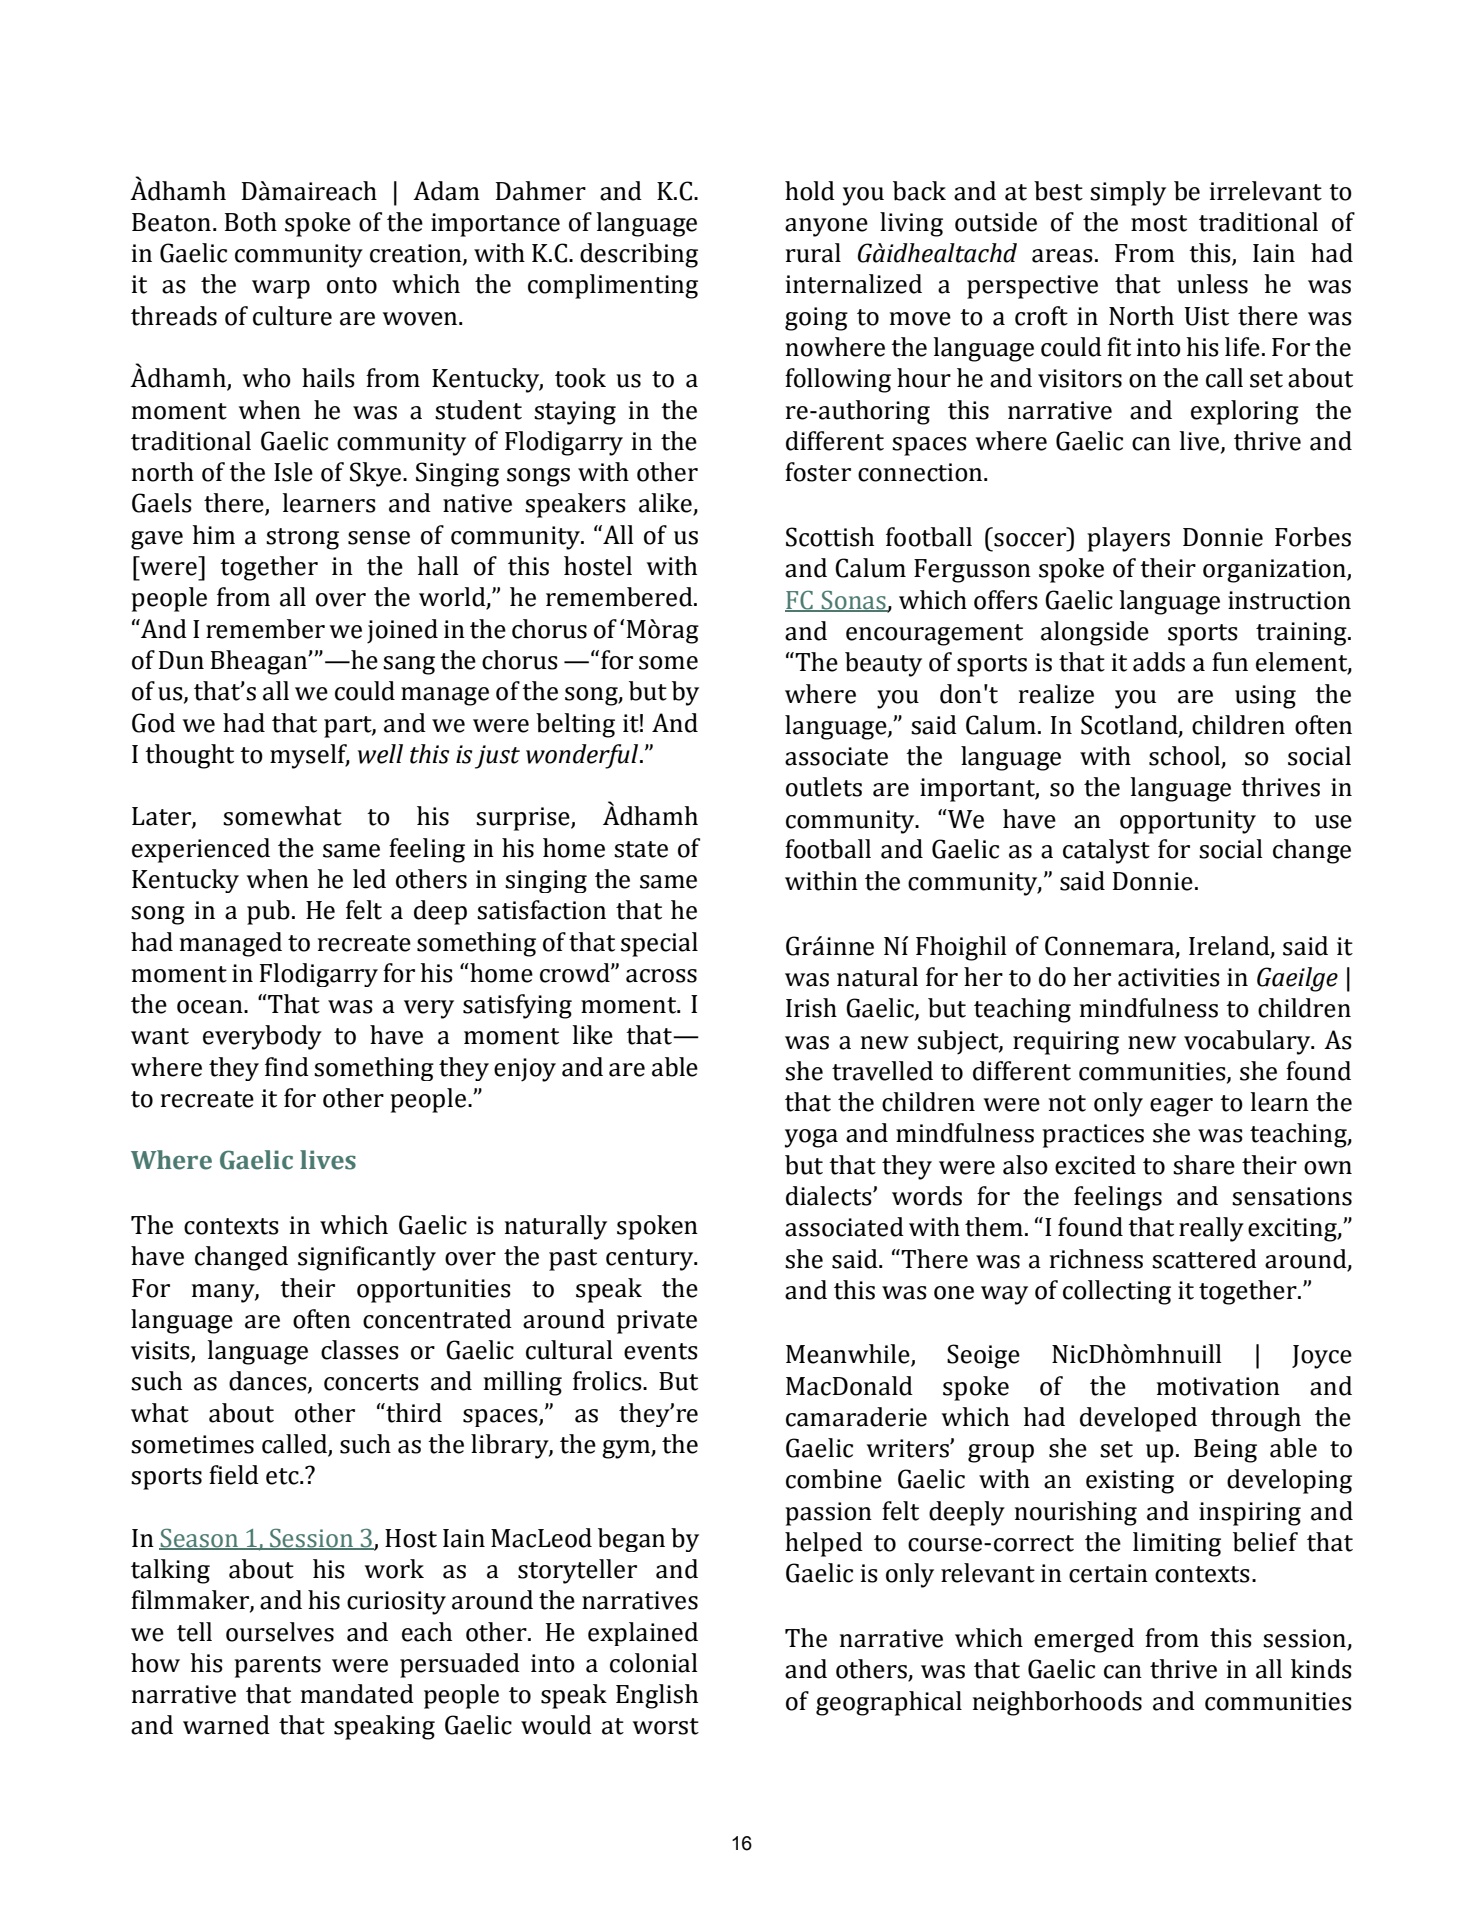 Àdhamh Dàmaireach | Adam Dahmer and K.C.
Beaton. Both spoke of the importance of language
in Gaelic community creation, with K.C. describing
it as the warp onto which the complimenting
threads of culture are woven.
Àdhamh, who hails from Kentucky, took us to a
moment when he was a student staying in the
traditional Gaelic community of Flodigarry in the
north of the Isle of Skye. Singing songs with other
Gaels there, learners and native speakers alike,
gave him a strong sense of community. “All of us
[were] together in the hall of this hostel with
people from all over the world,” he remembered.
“And I remember we joined in the chorus of ‘Mòrag
of Dun Bheagan’”—he sang the chorus —“for some
of us, that’s all we could manage of the song, but by
God we had that part, and we were belting it! And
I thought to myself, well this is just wonderful.”
Later, somewhat to his surprise, Àdhamh
experienced the same feeling in his home state of
Kentucky when he led others in singing the same
song in a pub. He felt a deep satisfaction that he
had managed to recreate something of that special
moment in Flodigarry for his “home crowd” across
the ocean. “That was a very satisfying moment. I
want everybody to have a moment like that—
where they find something they enjoy and are able
to recreate it for other people.”
Where Gaelic lives
The contexts in which Gaelic is naturally spoken
have changed significantly over the past century.
For many, their opportunities to speak the
language are often concentrated around private
visits, language classes or Gaelic cultural events
such as dances, concerts and milling frolics. But
what about other “third spaces,” as they’re
sometimes called, such as the library, the gym, the
sports field etc.?
In Season 1, Session 3, Host Iain MacLeod began by
talking about his work as a storyteller and
filmmaker, and his curiosity around the narratives
we tell ourselves and each other. He explained
how his parents were persuaded into a colonial
narrative that mandated people to speak English
and warned that speaking Gaelic would at worst
hold you back and at best simply be irrelevant to
anyone living outside of the most traditional of
rural Gàidhealtachd areas. From this, Iain had
internalized a perspective that unless he was
going to move to a croft in North Uist there was
nowhere the language could fit into his life. For the
following hour he and visitors on the call set about
re-authoring this narrative and exploring the
different spaces where Gaelic can live, thrive and
foster connection.
Scottish football (soccer) players Donnie Forbes
and Calum Fergusson spoke of their organization,
FC Sonas, which offers Gaelic language instruction
and encouragement alongside sports training.
“The beauty of sports is that it adds a fun element,
where you don't realize you are using the
language,” said Calum. In Scotland, children often
associate the language with school, so social
outlets are important, so the language thrives in
community. “We have an opportunity to use
football and Gaelic as a catalyst for social change
within the community,” said Donnie.
Gráinne Ní Fhoighil of Connemara, Ireland, said it
was natural for her to do her activities in Gaeilge |
Irish Gaelic, but teaching mindfulness to children
was a new subject, requiring new vocabulary. As
she travelled to different communities, she found
that the children were not only eager to learn the
yoga and mindfulness practices she was teaching,
but that they were also excited to share their own
dialects’ words for the feelings and sensations
associated with them. “I found that really exciting,”
she said. “There was a richness scattered around,
and this was one way of collecting it together.”
Meanwhile, Seoige NicDhòmhnuill | Joyce
MacDonald spoke of the motivation and
camaraderie which had developed through the
Gaelic writers’ group she set up. Being able to
combine Gaelic with an existing or developing
passion felt deeply nourishing and inspiring and
helped to course-correct the limiting belief that
Gaelic is only relevant in certain contexts.
The narrative which emerged from this session,
and others, was that Gaelic can thrive in all kinds
of geographical neighborhoods and communities
16